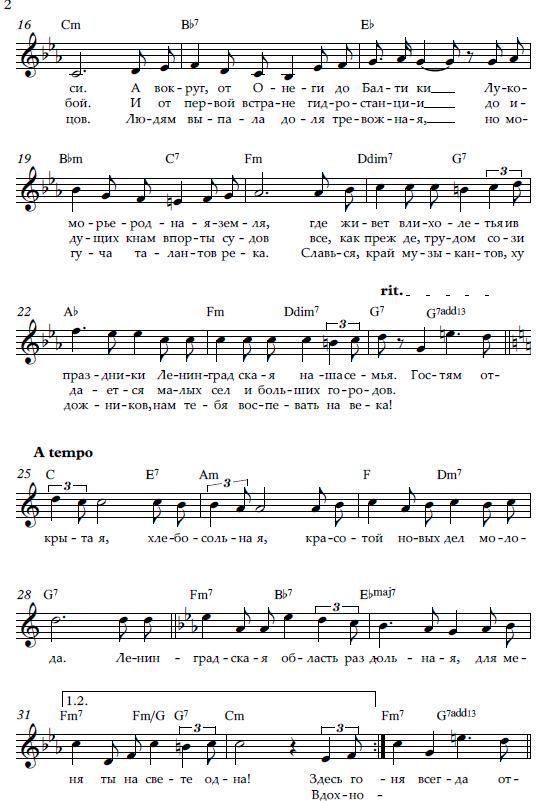 2
16 Cm B♭7 E♭
си. А вок-руг, от О-не-ги до Бал-ти ки___ Лу-ко-
бой. И от пер-вой встра-не гид-ро-стан-ци-и___ до и-
цов. Лю-дям вы-па-ла до-ля тре-вож-на-я,___ но мо-
19 B♭m C7 Fm Ddim7 G7
3
мо-рье-род-на-я-зем-ля, где жи-вет вли-хо-ле-тьяив
ду-щих кнам впор-ты су-дов все, как преж де, тру-дом со-зи
гу-ча та-лан-тов ре-ка. Славь-ся, край му-зы-кан-тов, ху
rit.
22 A♭ Fm Ddim7 G7 G7add13
3
праз-дни-ки Ле-нин-град ска-я на-шасе-мья. Гос-тям от-
да-ет-ся ма-лых сел и боль-ших го-ро-дов.
дож-ни-ков,нам те-бя вос-пе-вать на ве-ка!
A tempo
25 C E7 Am F Dm7
3 3
кры-та я, хле-бо-соль-на я, кра-со-той но-вых дел мо-ло-
28 G7 Fm7 B♭7 E♭maj7
3
да. Ле-нин-град-ска-я об-ласть раз доль-на-я, для ме-
1.2.
31 Fm7 Fm/G G7 Cm Fm7 G7add13
3 3
ня ты на све-те од-на! Здесь го-ня всег-да от-
Вдох-но-